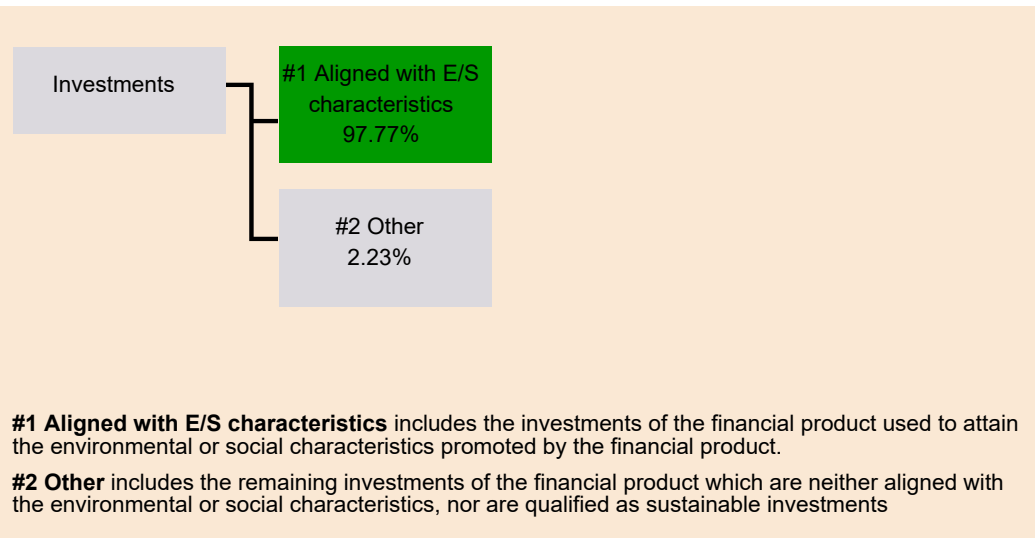 Investments
#1 Aligned with E/S
characteristics
97.77%
#2 Other
2.23%
#1 Aligned with E/S characteristics includes the investments of the financial product used to attain
the environmental or social characteristics promoted by the financial product.
#2 Other includes the remaining investments of the financial product which are neither aligned with
the environmental or social characteristics, nor are qualified as sustainable investments